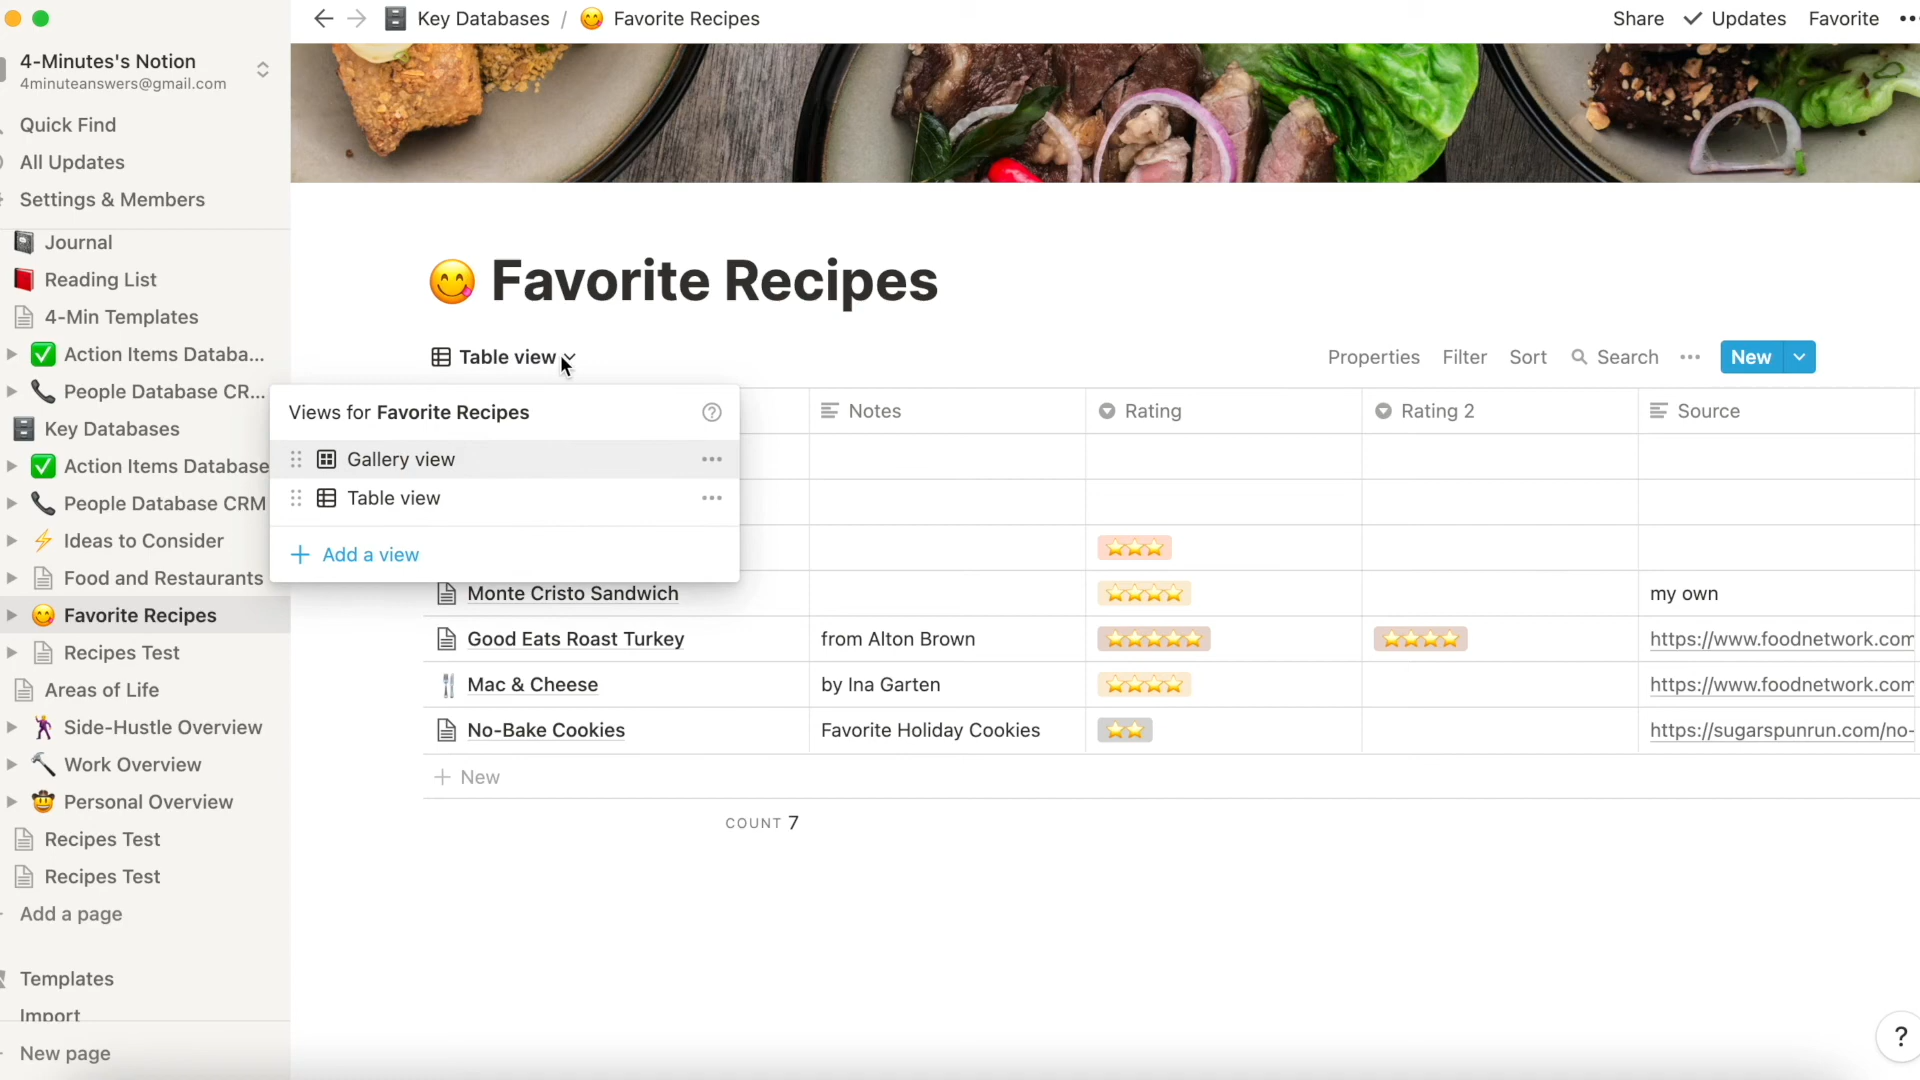 Key Databases / 😋 Favorite Recipes
Share ✓ Updates Favorite •••
4-Minutes's Notion
4minuteanswers@gmail.com
Quick Find
All Updates
Settings & Members
Journal
Reading List
4-Min Templates
Action Items Databa...
People Database CR...
Key Databases
Action Items Database
People Database CRM
Ideas to Consider
Food and Restaurants
Favorite Recipes
Recipes Test
Areas of Life
Side-Hustle Overview
Work Overview
Personal Overview
Recipes Test
Recipes Test
Add a page
Templates
Import
New page
Favorite Recipes
Table view
Properties Filter Sort Search ••• New
Views for Favorite Recipes ?
Gallery view •••
Table view •••
+ Add a view
Notes Rating Rating 2 Source
⭐⭐⭐
Monte Cristo Sandwich ⭐⭐⭐⭐ my own
Good Eats Roast Turkey from Alton Brown ⭐⭐⭐⭐⭐ ⭐⭐⭐⭐ https://www.foodnetwork.com
Mac & Cheese by Ina Garten ⭐⭐⭐⭐ https://www.foodnetwork.com
No-Bake Cookies Favorite Holiday Cookies ⭐⭐ https://sugarspunrun.com/no-
+ New
COUNT 7
?